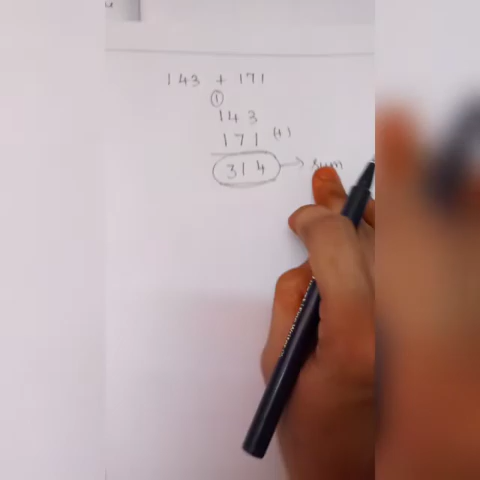 143 + 171
1
143
171 (+)
314 → sum